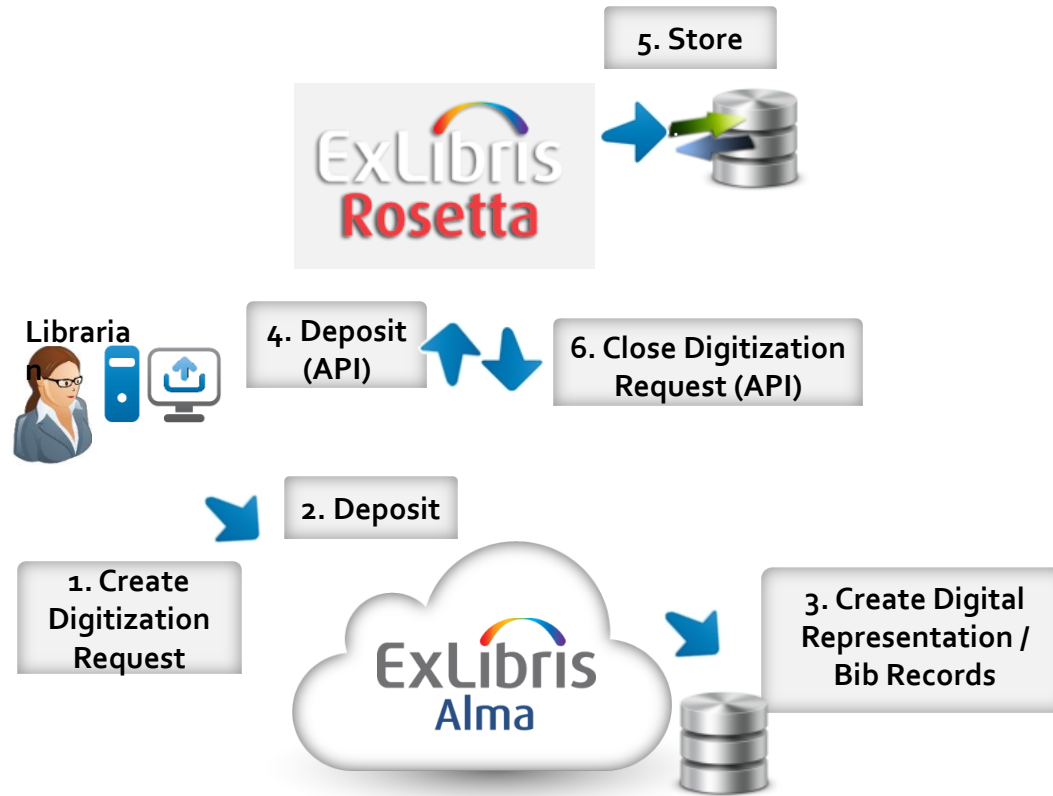 5. Store
ExLibris
Rosetta
Libraria
n
4. Deposit
(API)
6. Close Digitization
Request (API)
2. Deposit
1. Create
Digitization
Request
ExLibris
Alma
3. Create Digital
Representation /
Bib Records